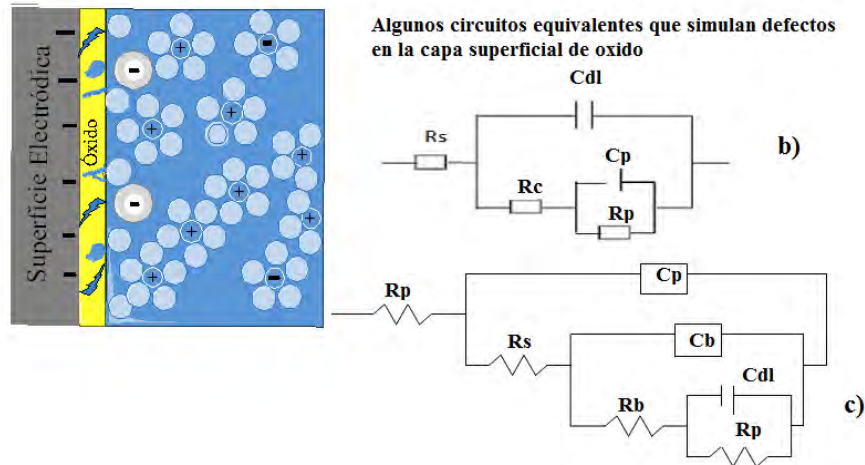 Algunos circuitos equivalentes que simulan defectos
en la capa superficial de oxido
Superficie Electródica
Óxido
- - - - - -
-
-
+
-
+
+
+
+
+
+
+
-
Cdl
Rs
b)
Cp
Rc
Rp
Cp
Rp
Rs
Cb
Cdl
Rb
Rp
c)